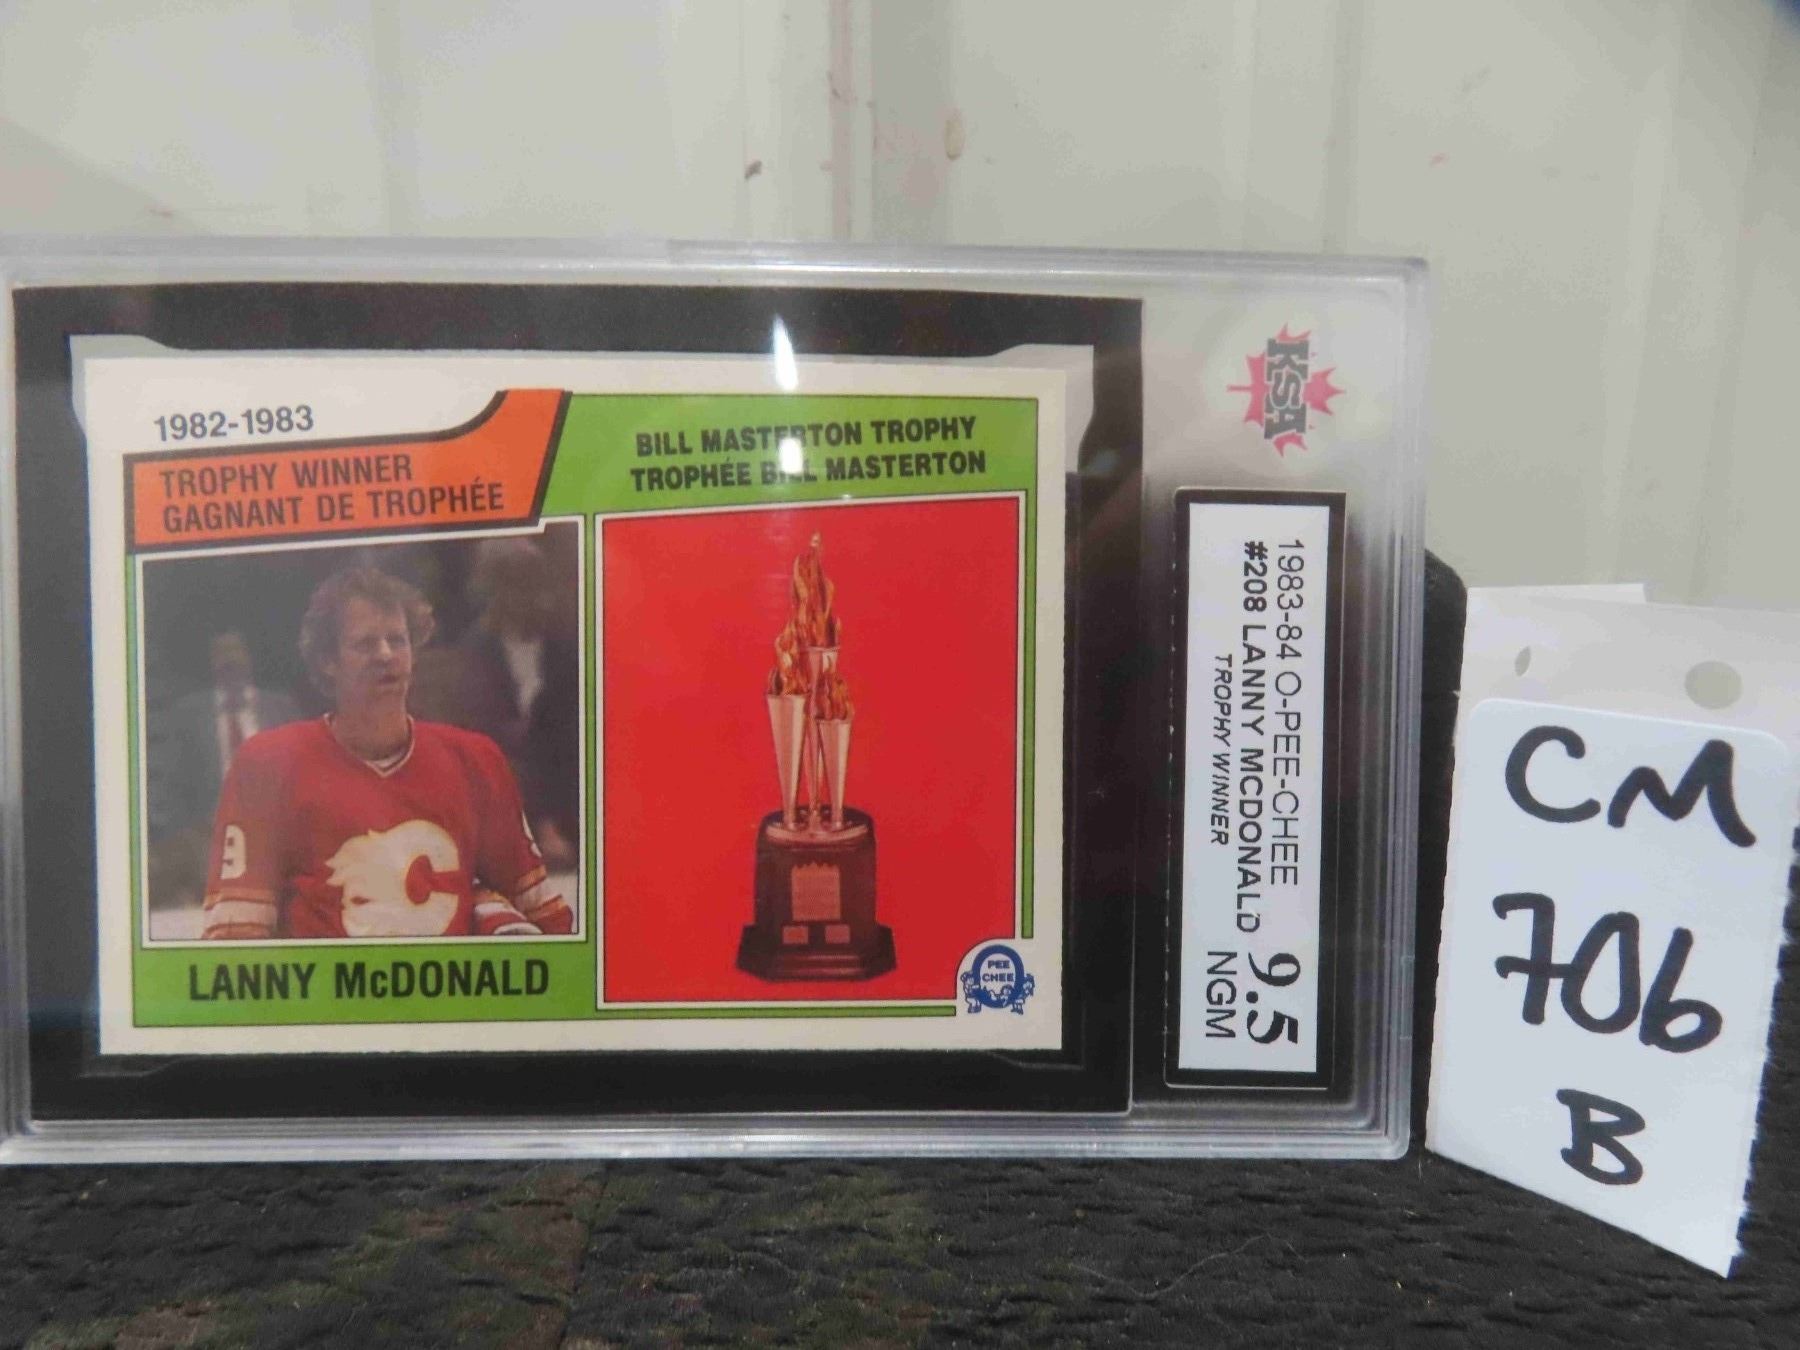 1982-1983
TROPHY WINNER
GAGNANT DE TROPHÉE
BILL MASTERTON TROPHY
TROPHÉE BILL MASTERTON
9
C
LANNY McDONALD
O
PEE
CHEE
KSA
1983-84 O-PEE-CHEE
#208 LANNY MCDONALD
TROPHY WINNER
9.5
NGM
CM
706
B